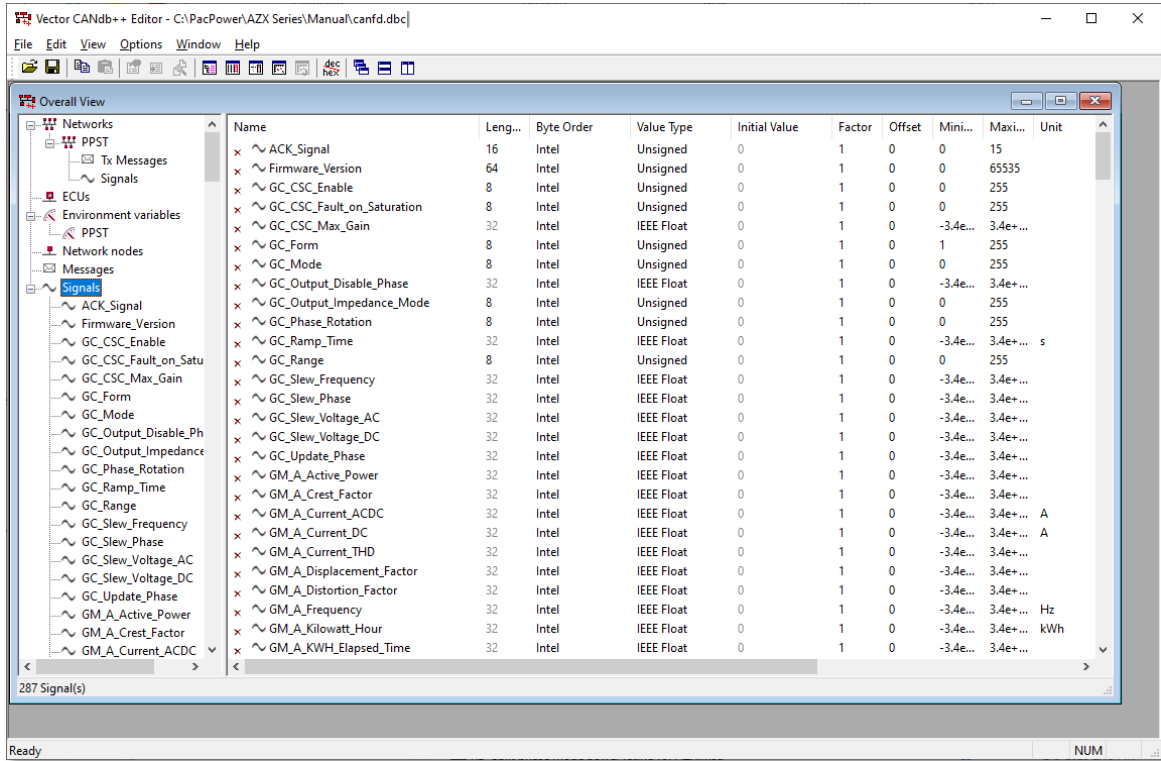 Vector CANdb++ Editor - C:\PacPower\AZX Series\Manual\canfd.dbc
File Edit View Options Window Help
dec
hex
Overall View
Networks
PPST
Tx Messages
Signals
ECUs
Environment variables
PPST
Network nodes
Messages
Signals
ACK_Signal
Firmware_Version
GC_CSC_Enable
GC_CSC_Fault_on_Satu
GC_CSC_Max_Gain
GC_Form
GC_Mode
GC_Output_Disable_Ph
GC_Output_Impedance
GC_Phase_Rotation
GC_Ramp_Time
GC_Range
GC_Slew_Frequency
GC_Slew_Phase
GC_Slew_Voltage_AC
GC_Slew_Voltage_DC
GC_Update_Phase
GM_A_Active_Power
GM_A_Crest_Factor
GM_A_Current_ACDC
Name Leng... Byte Order Value Type Initial Value Factor Offset Mini... Maxi... Unit
ACK_Signal 16 Intel Unsigned 0 1 0 0 15
Firmware_Version 64 Intel Unsigned 0 1 0 0 65535
GC_CSC_Enable 8 Intel Unsigned 0 1 0 0 255
GC_CSC_Fault_on_Saturation 8 Intel Unsigned 0 1 0 0 255
GC_CSC_Max_Gain 32 Intel IEEE Float 0 1 0 -3.4e... 3.4e+...
GC_Form 8 Intel Unsigned 0 1 0 1 255
GC_Mode 8 Intel Unsigned 0 1 0 0 255
GC_Output_Disable_Phase 32 Intel IEEE Float 0 1 0 -3.4e... 3.4e+...
GC_Output_Impedance_Mode 8 Intel Unsigned 0 1 0 0 255
GC_Phase_Rotation 8 Intel Unsigned 0 1 0 0 255
GC_Ramp_Time 32 Intel IEEE Float 0 1 0 -3.4e... 3.4e+... s
GC_Range 8 Intel Unsigned 0 1 0 0 255
GC_Slew_Frequency 32 Intel IEEE Float 0 1 0 -3.4e... 3.4e+...
GC_Slew_Phase 32 Intel IEEE Float 0 1 0 -3.4e... 3.4e+...
GC_Slew_Voltage_AC 32 Intel IEEE Float 0 1 0 -3.4e... 3.4e+...
GC_Slew_Voltage_DC 32 Intel IEEE Float 0 1 0 -3.4e... 3.4e+...
GC_Update_Phase 32 Intel IEEE Float 0 1 0 -3.4e... 3.4e+...
GM_A_Active_Power 32 Intel IEEE Float 0 1 0 -3.4e... 3.4e+...
GM_A_Crest_Factor 32 Intel IEEE Float 0 1 0 -3.4e... 3.4e+...
GM_A_Current_ACDC 32 Intel IEEE Float 0 1 0 -3.4e... 3.4e+... A
GM_A_Current_DC 32 Intel IEEE Float 0 1 0 -3.4e... 3.4e+... A
GM_A_Current_THD 32 Intel IEEE Float 0 1 0 -3.4e... 3.4e+...
GM_A_Displacement_Factor 32 Intel IEEE Float 0 1 0 -3.4e... 3.4e+...
GM_A_Distortion_Factor 32 Intel IEEE Float 0 1 0 -3.4e... 3.4e+...
GM_A_Frequency 32 Intel IEEE Float 0 1 0 -3.4e... 3.4e+... Hz
GM_A_Kilowatt_Hour 32 Intel IEEE Float 0 1 0 -3.4e... 3.4e+... kWh
GM_A_KWH_Elapsed_Time 32 Intel IEEE Float 0 1 0 -3.4e... 3.4e+...
287 Signal(s)
Ready NUM